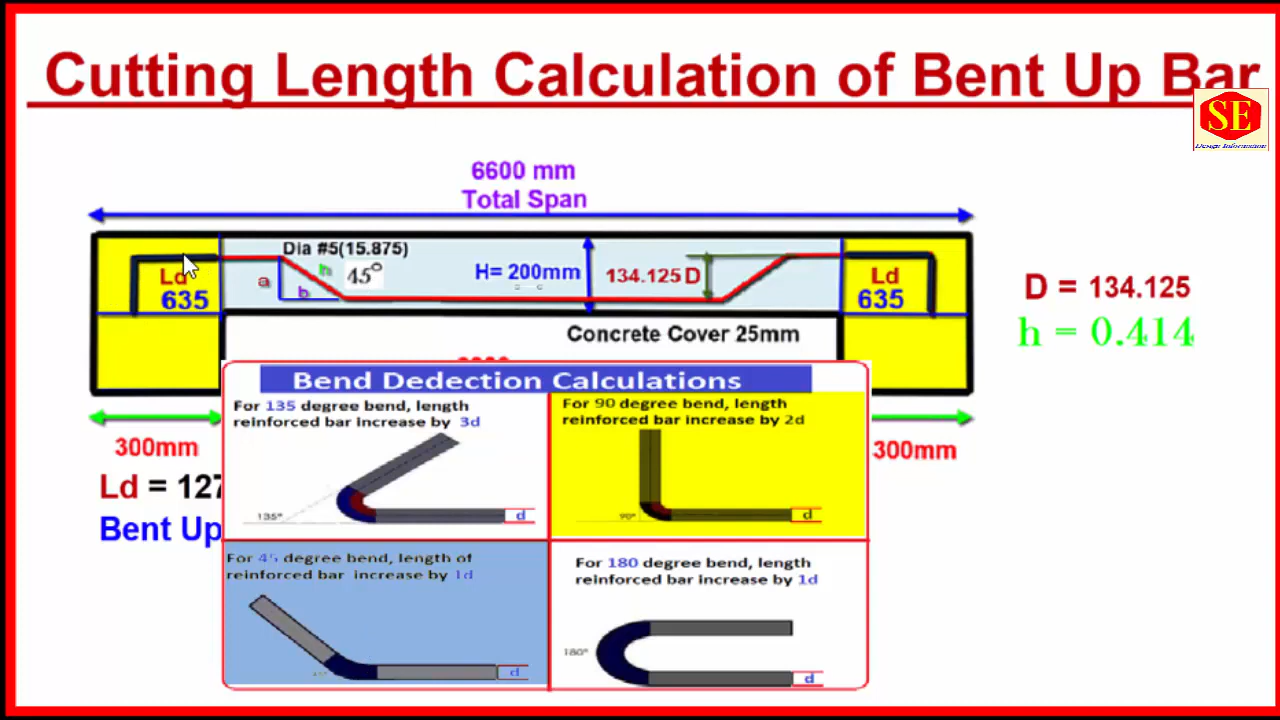 Cutting Length Calculation of Bent Up Bar
SE
Design Information
6600 mm
Total Span
Dia #5(15.875)
Ld
635
a
h
b
45°
H= 200mm
134.125 D
Ld
635
D = 134.125
h = 0.414
Concrete Cover 25mm
300mm
300mm
Ld = 127
Bent Up
Bend Dedection Calculations
For 135 degree bend, length
reinforced bar increase by 3d
135°
d
For 90 degree bend, length
reinforced bar increase by 2d
90°
d
For 45 degree bend, length of
reinforced bar increase by 1d
d
For 180 degree bend, length
reinforced bar increase by 1d
180°
d